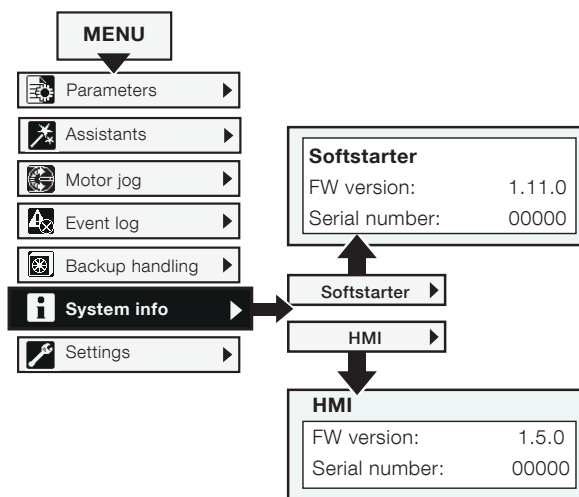 MENU
Parameters
Assistants
Motor jog
Event log
Backup handling
System info
Settings
Softstarter
FW version: 1.11.0
Serial number: 00000
Softstarter
HMI
HMI
FW version: 1.5.0
Serial number: 00000